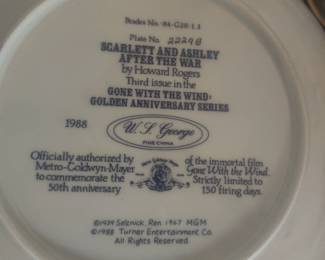 Bradex No. 84-G20-1.3
Plate No. 2229B
SCARLETT AND ASHLEY
AFTER THE WAR
by Howard Rogers
Third issue in the
GONE WITH THE WIND:
GOLDEN ANNIVERSARY SERIES
1988
W. L. George
FINE CHINA
Officially authorized by
Metro-Goldwyn-Mayer
to commemorate the
50th anniversary
of the immortal film
Gone With the Wind.
Strictly limited to
150 firing days.
©1939 Selznick. Ren. 1967 MGM
©1988 Turner Entertainment Co.
All Rights Reserved